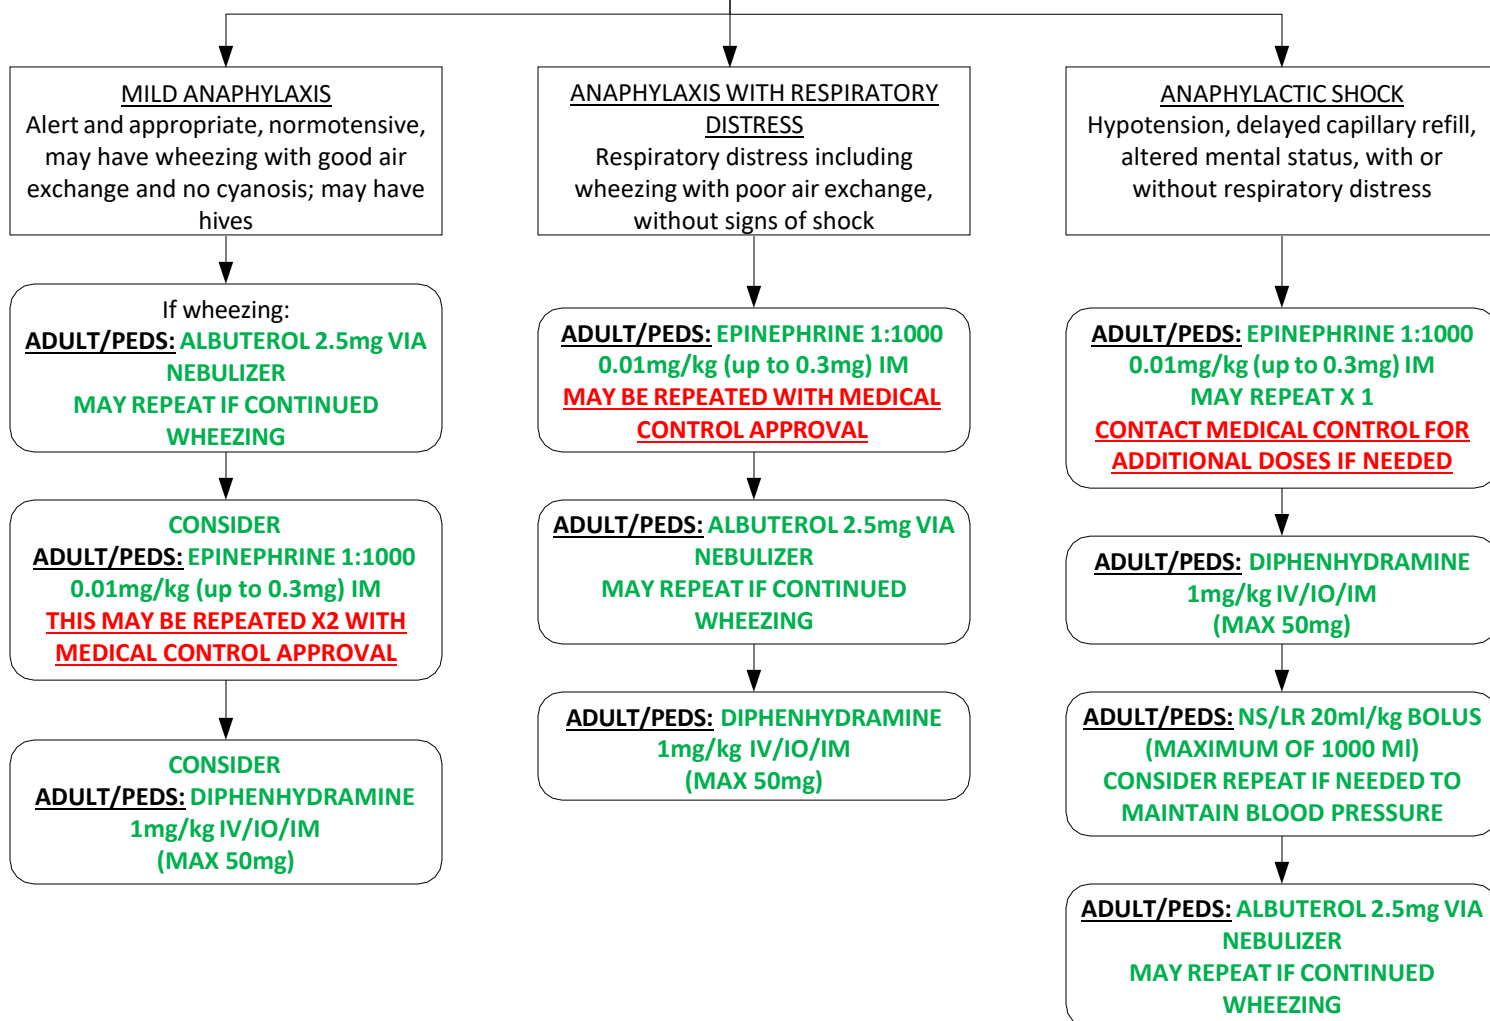 MILD ANAPHYLAXIS
Alert and appropriate, normotensive,
may have wheezing with good air
exchange and no cyanosis; may have
hives
If wheezing:
ADULT/PEDS: ALBUTEROL 2.5mg VIA
NEBULIZER
MAY REPEAT IF CONTINUED
WHEEZING
CONSIDER
ADULT/PEDS: EPINEPHRINE 1:1000
0.01mg/kg (up to 0.3mg) IM
THIS MAY BE REPEATED X2 WITH
MEDICAL CONTROL APPROVAL
CONSIDER
ADULT/PEDS: DIPHENHYDRAMINE
1mg/kg IV/IO/IM
(MAX 50mg)
ANAPHYLAXIS WITH RESPIRATORY
DISTRESS
Respiratory distress including
wheezing with poor air exchange,
without signs of shock
ADULT/PEDS: EPINEPHRINE 1:1000
0.01mg/kg (up to 0.3mg) IM
MAY BE REPEATED WITH MEDICAL
CONTROL APPROVAL
ADULT/PEDS: ALBUTEROL 2.5mg VIA
NEBULIZER
MAY REPEAT IF CONTINUED
WHEEZING
ADULT/PEDS: DIPHENHYDRAMINE
1mg/kg IV/IO/IM
(MAX 50mg)
ANAPHYLACTIC SHOCK
Hypotension, delayed capillary refill,
altered mental status, with or
without respiratory distress
ADULT/PEDS: EPINEPHRINE 1:1000
0.01mg/kg (up to 0.3mg) IM
MAY REPEAT X 1
CONTACT MEDICAL CONTROL FOR
ADDITIONAL DOSES IF NEEDED
ADULT/PEDS: DIPHENHYDRAMINE
1mg/kg IV/IO/IM
(MAX 50mg)
ADULT/PEDS: NS/LR 20ml/kg BOLUS
(MAXIMUM OF 1000 Ml)
CONSIDER REPEAT IF NEEDED TO
MAINTAIN BLOOD PRESSURE
ADULT/PEDS: ALBUTEROL 2.5mg VIA
NEBULIZER
MAY REPEAT IF CONTINUED
WHEEZING